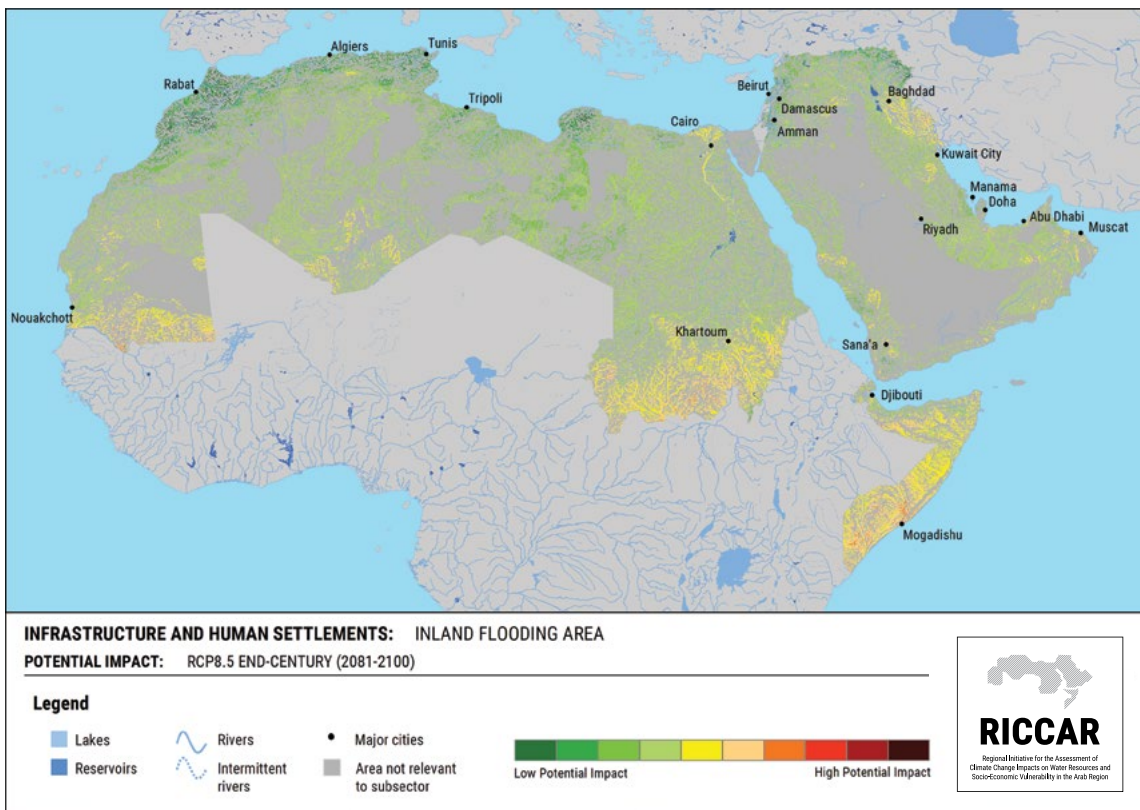 Algiers
Tunis
Rabat
Tripoli
Beirut
Baghdad
Damascus
Cairo
Amman
Kuwait City
Manama
Doha
Abu Dhabi
Riyadh
Muscat
Nouakchott
Khartoum
Sana'a
Djibouti
Mogadishu
INFRASTRUCTURE AND HUMAN SETTLEMENTS: INLAND FLOODING AREA
POTENTIAL IMPACT: RCP8.5 END-CENTURY (2081-2100)
Legend
Lakes
Reservoirs
Rivers
Intermittent
rivers
Major cities
Area not relevant
to subsector
Low Potential Impact
High Potential Impact
RICCAR
Regional Initiative for the Assessment of
Climate Change Impacts on Water Resources and
Socio-Economic Vulnerability in the Arab Region